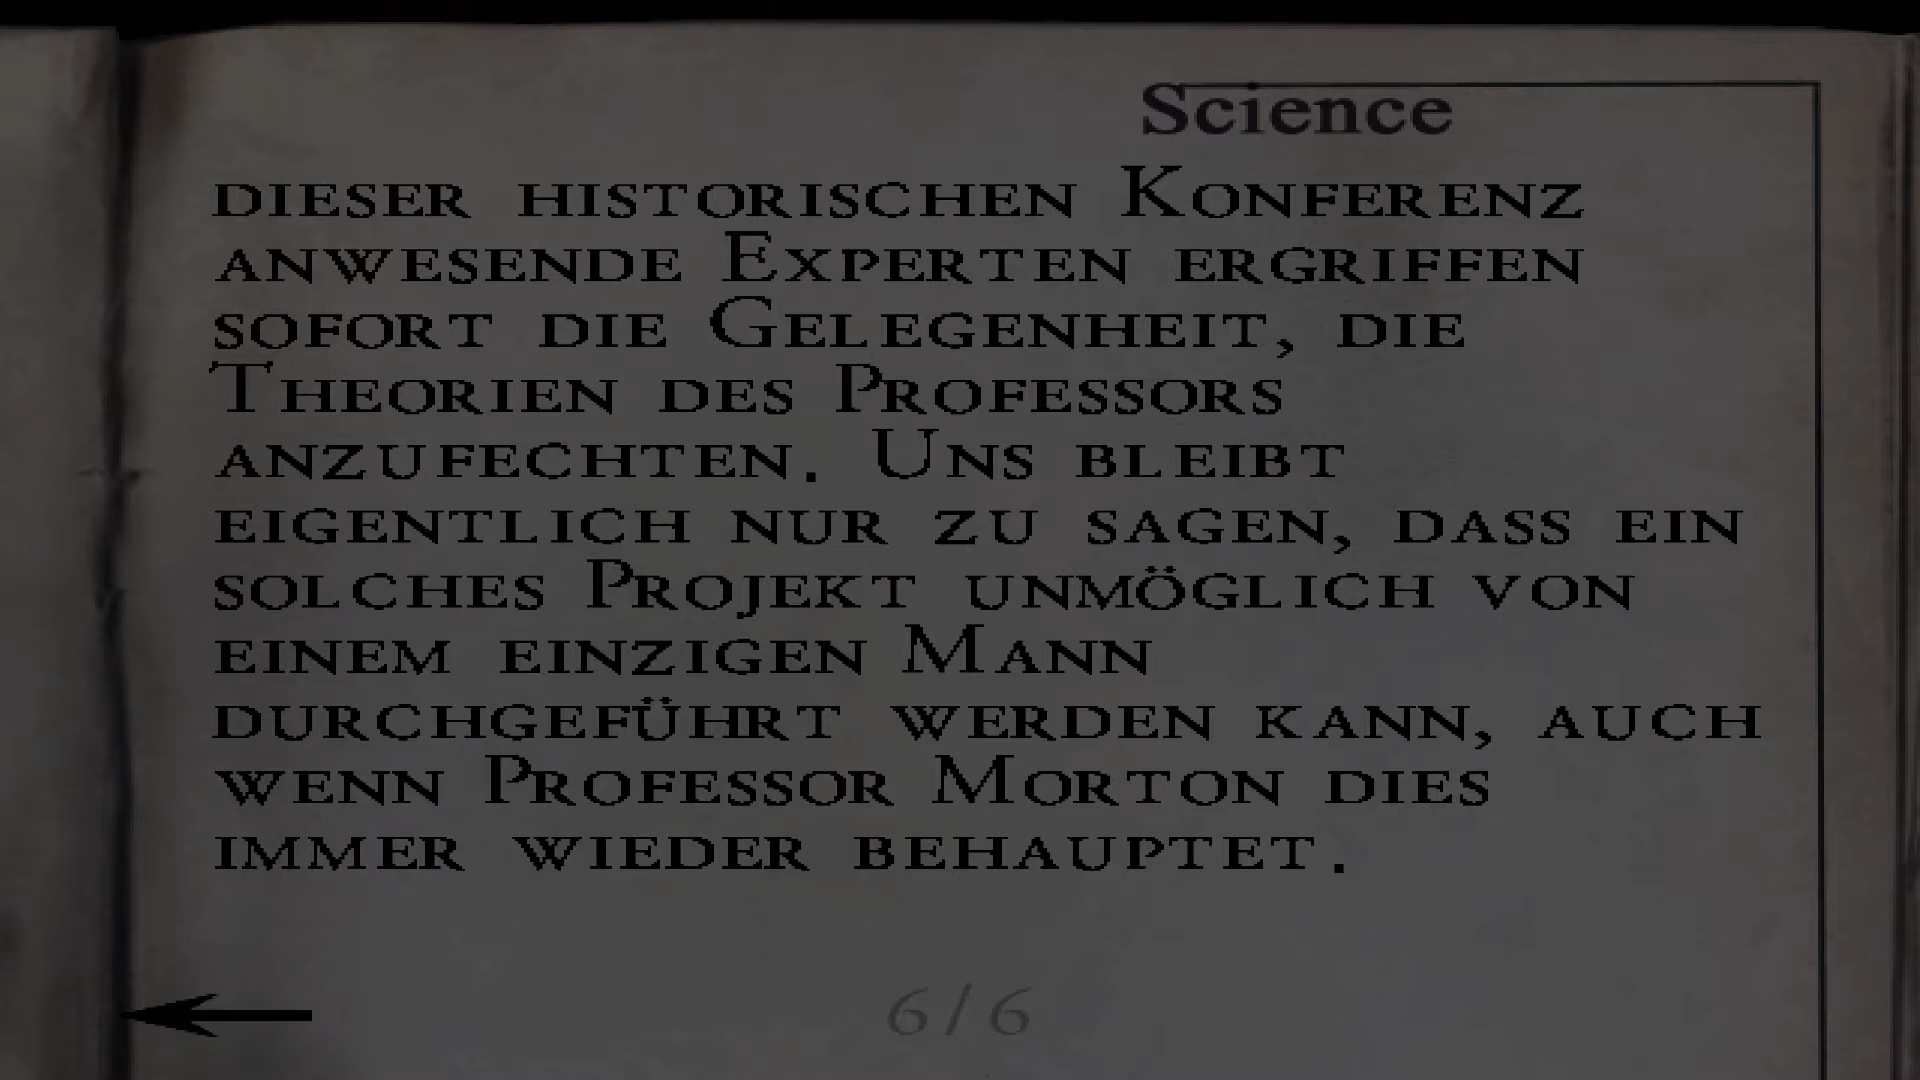 Science
dieser historischen Konferenz
anwesende Experten ergriffen
sofort die Gelegenheit, die
Theorien des Professors
anzufechten. Uns bleibt
eigentlich nur zu sagen, dass ein
solches Projekt unmöglich von
einem einzigen Mann
durchgeführt werden kann, auch
wenn Professor Morton dies
immer wieder behauptet.
6/6